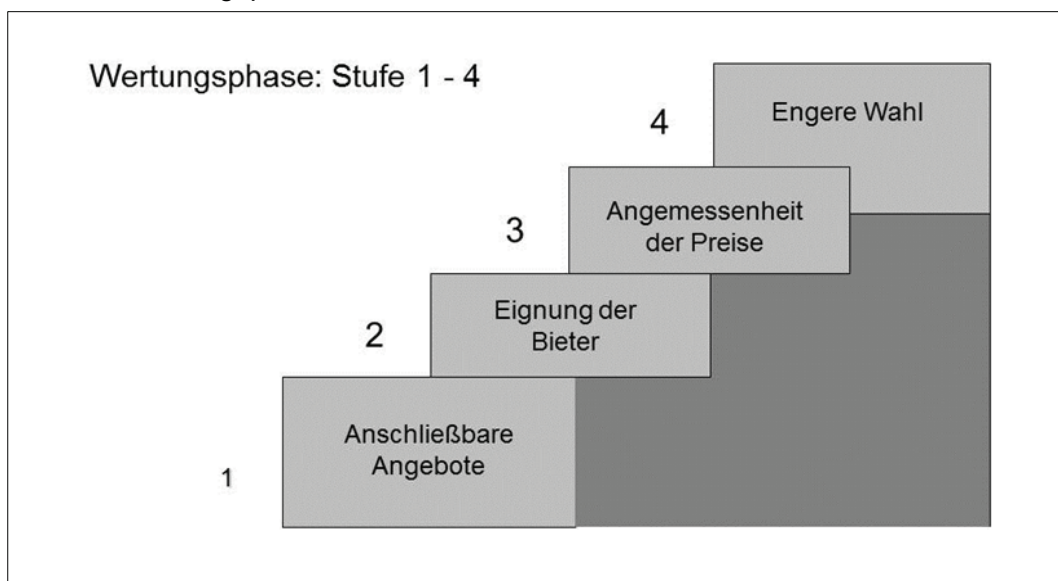 Wertungsphase: Stufe 1 - 4
4
Engere Wahl
3
Angemessenheit
der Preise
2
Eignung der
Bieter
1
Anschließbare
Angebote